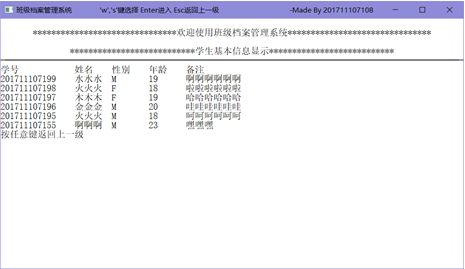 班级档案管理系统 'w','s'键选择 Enter进入 Esc返回上一级 -Made By 201711107108
*******************************欢迎使用班级档案管理系统*******************************
***************************学生基本信息显示***************************
学号 姓名 性别 年龄 备注
201711107199 水水水 M 19 啊啊啊啊啊啊
201711107198 火火火 F 18 啦啦啦啦啦啦
201711107197 木木木 F 19 哈哈哈哈哈哈
201711107196 金金金 M 20 哇哇哇哇哇哇
201711107195 火火火 M 18 呵呵呵呵呵呵
201711107155 啊啊啊 M 23 嘿嘿嘿
按任意键返回上一级